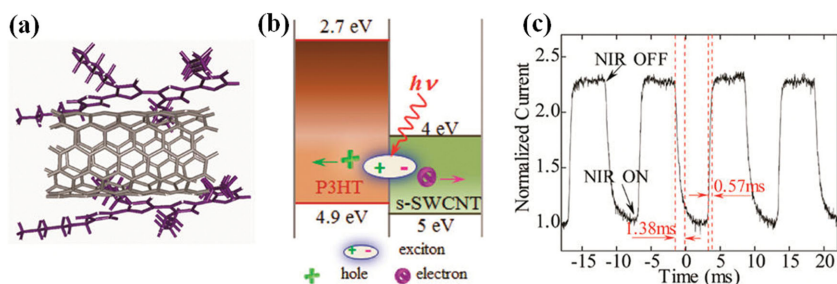 (a)
(b)
2.7 eV
hν
4 eV
P3HT
s-SWCNT
4.9 eV
5 eV
exciton
hole
electron
(c)
Normalized Current
2.5
2.0
1.5
1.0
NIR OFF
NIR ON
0.57ms
1.38ms
-15 -10 -5 0 5 10 15 20
Time (ms)